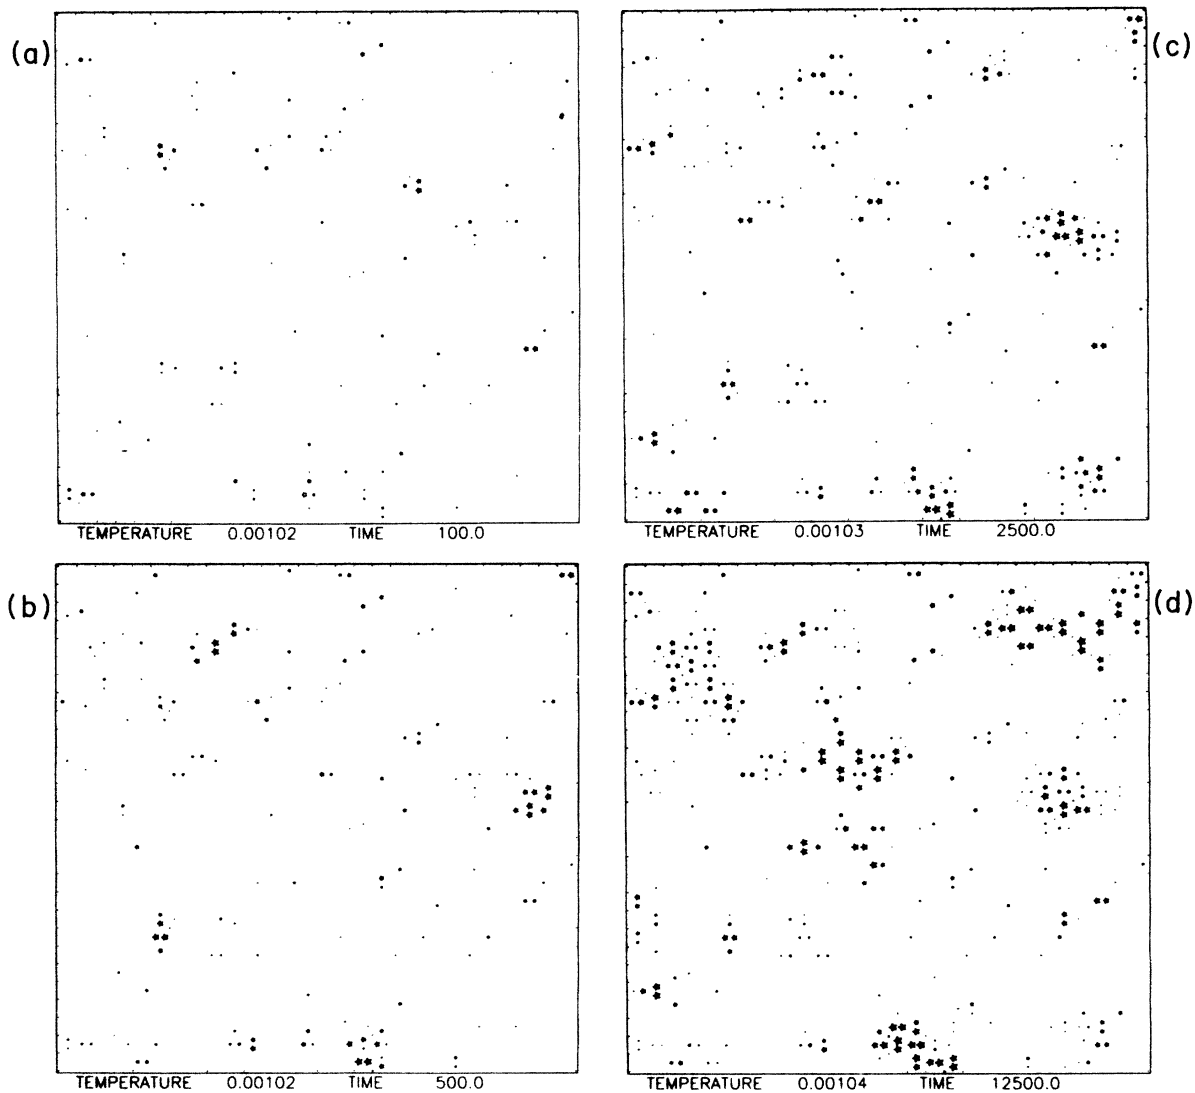 (a)
TEMPERATURE 0.00102 TIME 100.0
(c)
TEMPERATURE 0.00103 TIME 2500.0
(b)
TEMPERATURE 0.00102 TIME 500.0
(d)
TEMPERATURE 0.00104 TIME 12500.0